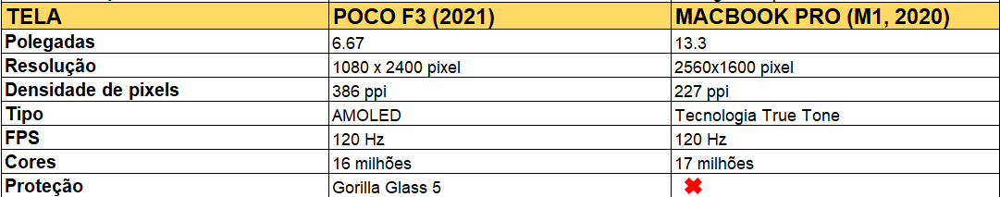 TELA POCO F3 (2021) MACBOOK PRO (M1, 2020)
Polegadas 6.67 13.3
Resolução 1080 x 2400 pixel 2560x1600 pixel
Densidade de pixels 386 ppi 227 ppi
Tipo AMOLED Tecnologia True Tone
FPS 120 Hz 120 Hz
Cores 16 milhões 17 milhões
Proteção Gorilla Glass 5 ✖